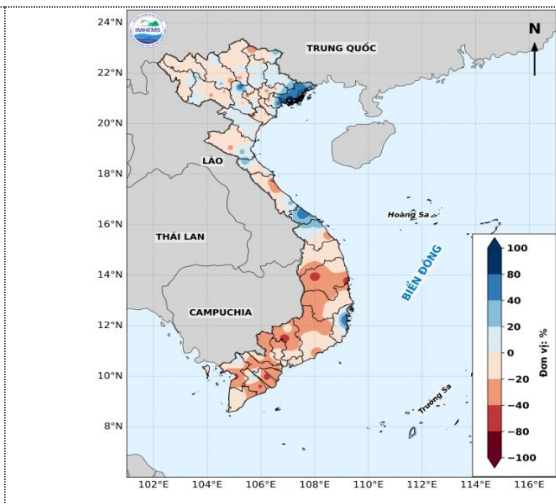 24°N
22°N
20°N
18°N
16°N
14°N
12°N
10°N
8°N
IMHEMS
TRUNG QUỐC
N
LÀO
THÁI LAN
CAMPUCHIA
Hoàng Sa
BIỂN ĐÔNG
Trường Sa
100
80
40
20
0
−20
−40
−80
−100
Đơn vị: %
102°E 104°E 106°E 108°E 110°E 112°E 114°E 116°E